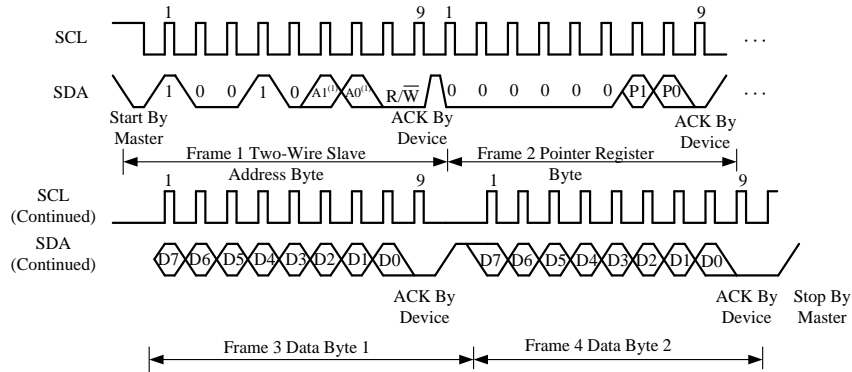 1 9 1 9
SCL . . .
SDA 1 0 0 1 0 A1(1) A0(1) R/W̅ 0 0 0 0 0 0 P1 P0 . . .
Start By Master
ACK By Device
ACK By Device
Frame 1 Two-Wire Slave Address Byte
Frame 2 Pointer Register Byte
1 9 1 9
SCL (Continued)
SDA (Continued)
D7 D6 D5 D4 D3 D2 D1 D0 D7 D6 D5 D4 D3 D2 D1 D0
ACK By Device
ACK By Device
Stop By Master
Frame 3 Data Byte 1
Frame 4 Data Byte 2